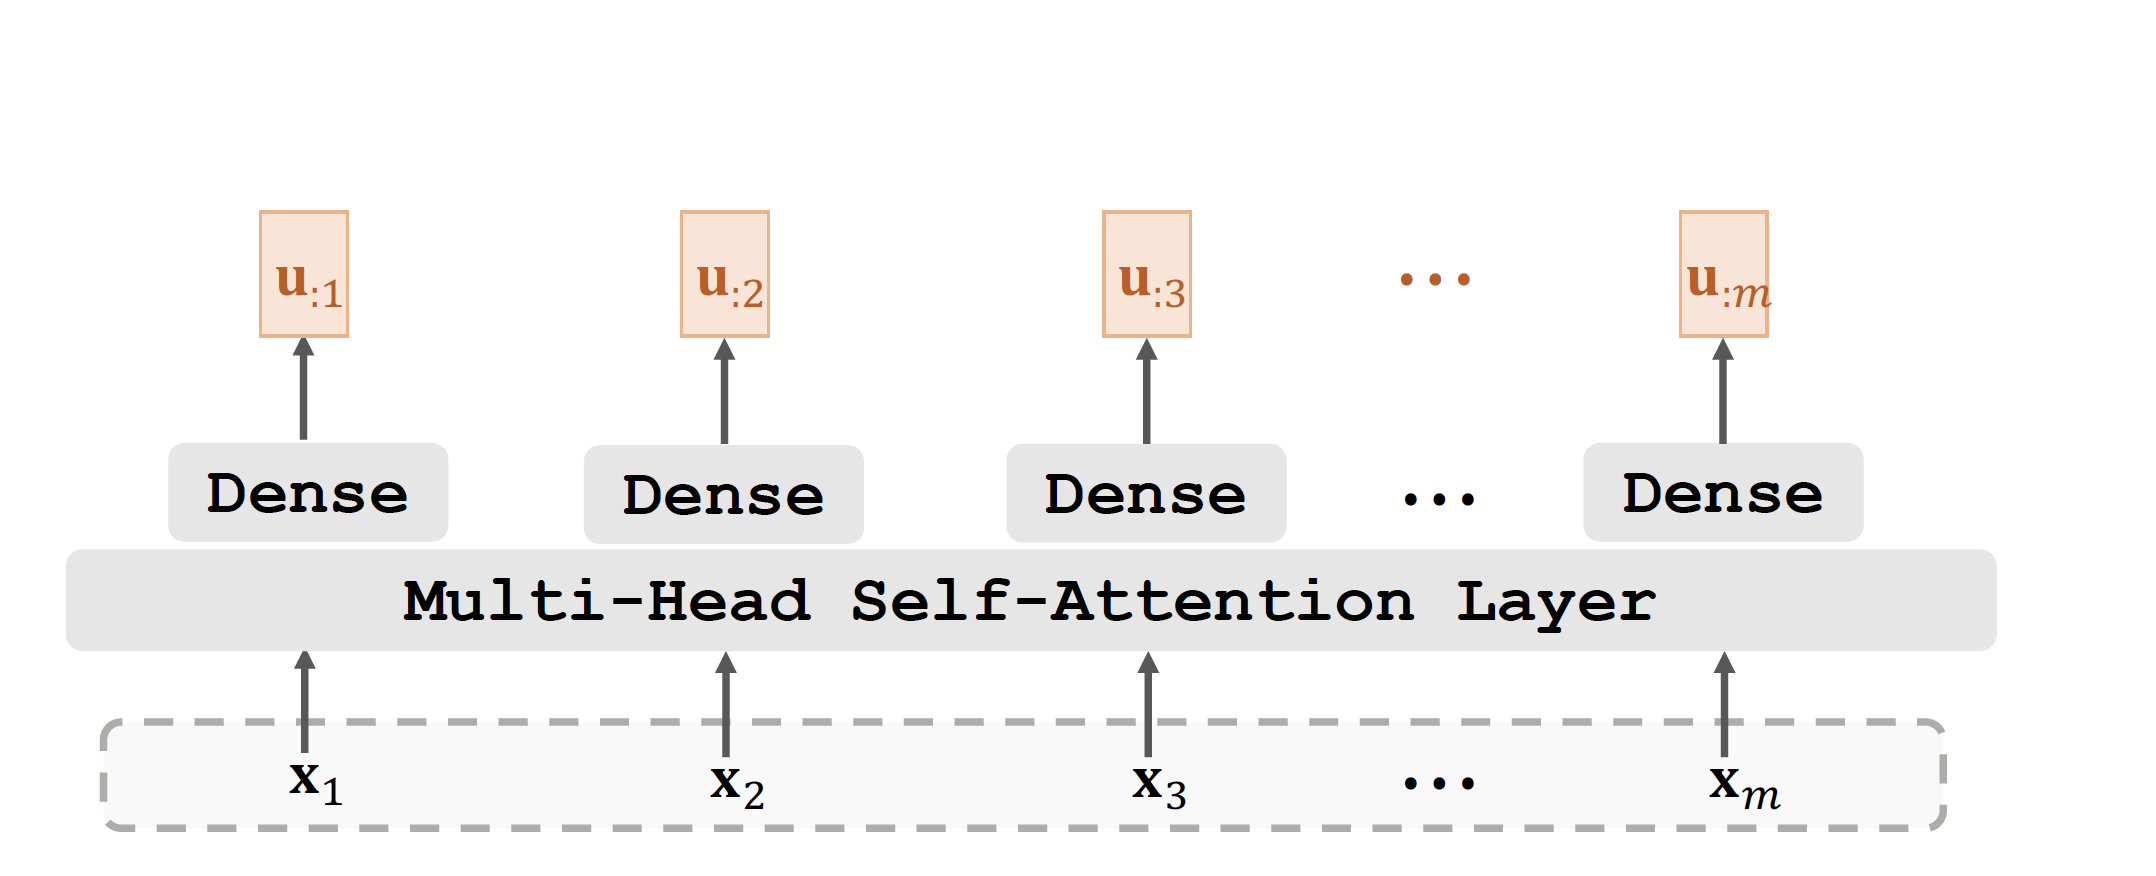 u:1 u:2 u:3 ... u:m
Dense Dense Dense ... Dense
Multi-Head Self-Attention Layer
x1 x2 x3 ... xm